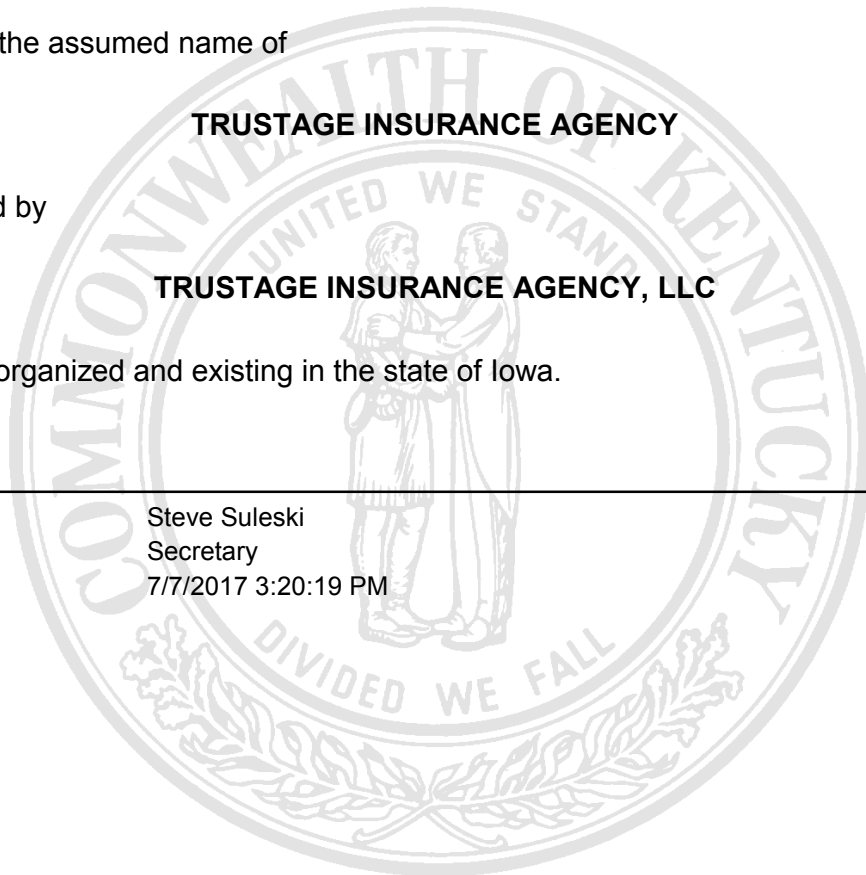 the assumed name of
TRUSTAGE INSURANCE AGENCY
d by
TRUSTAGE INSURANCE AGENCY, LLC
organized and existing in the state of Iowa.
Steve Suleski
Secretary
7/7/2017 3:20:19 PM
COMMONWEALTH OF KENTUCKY
UNITED WE STAND
DIVIDED WE FALL